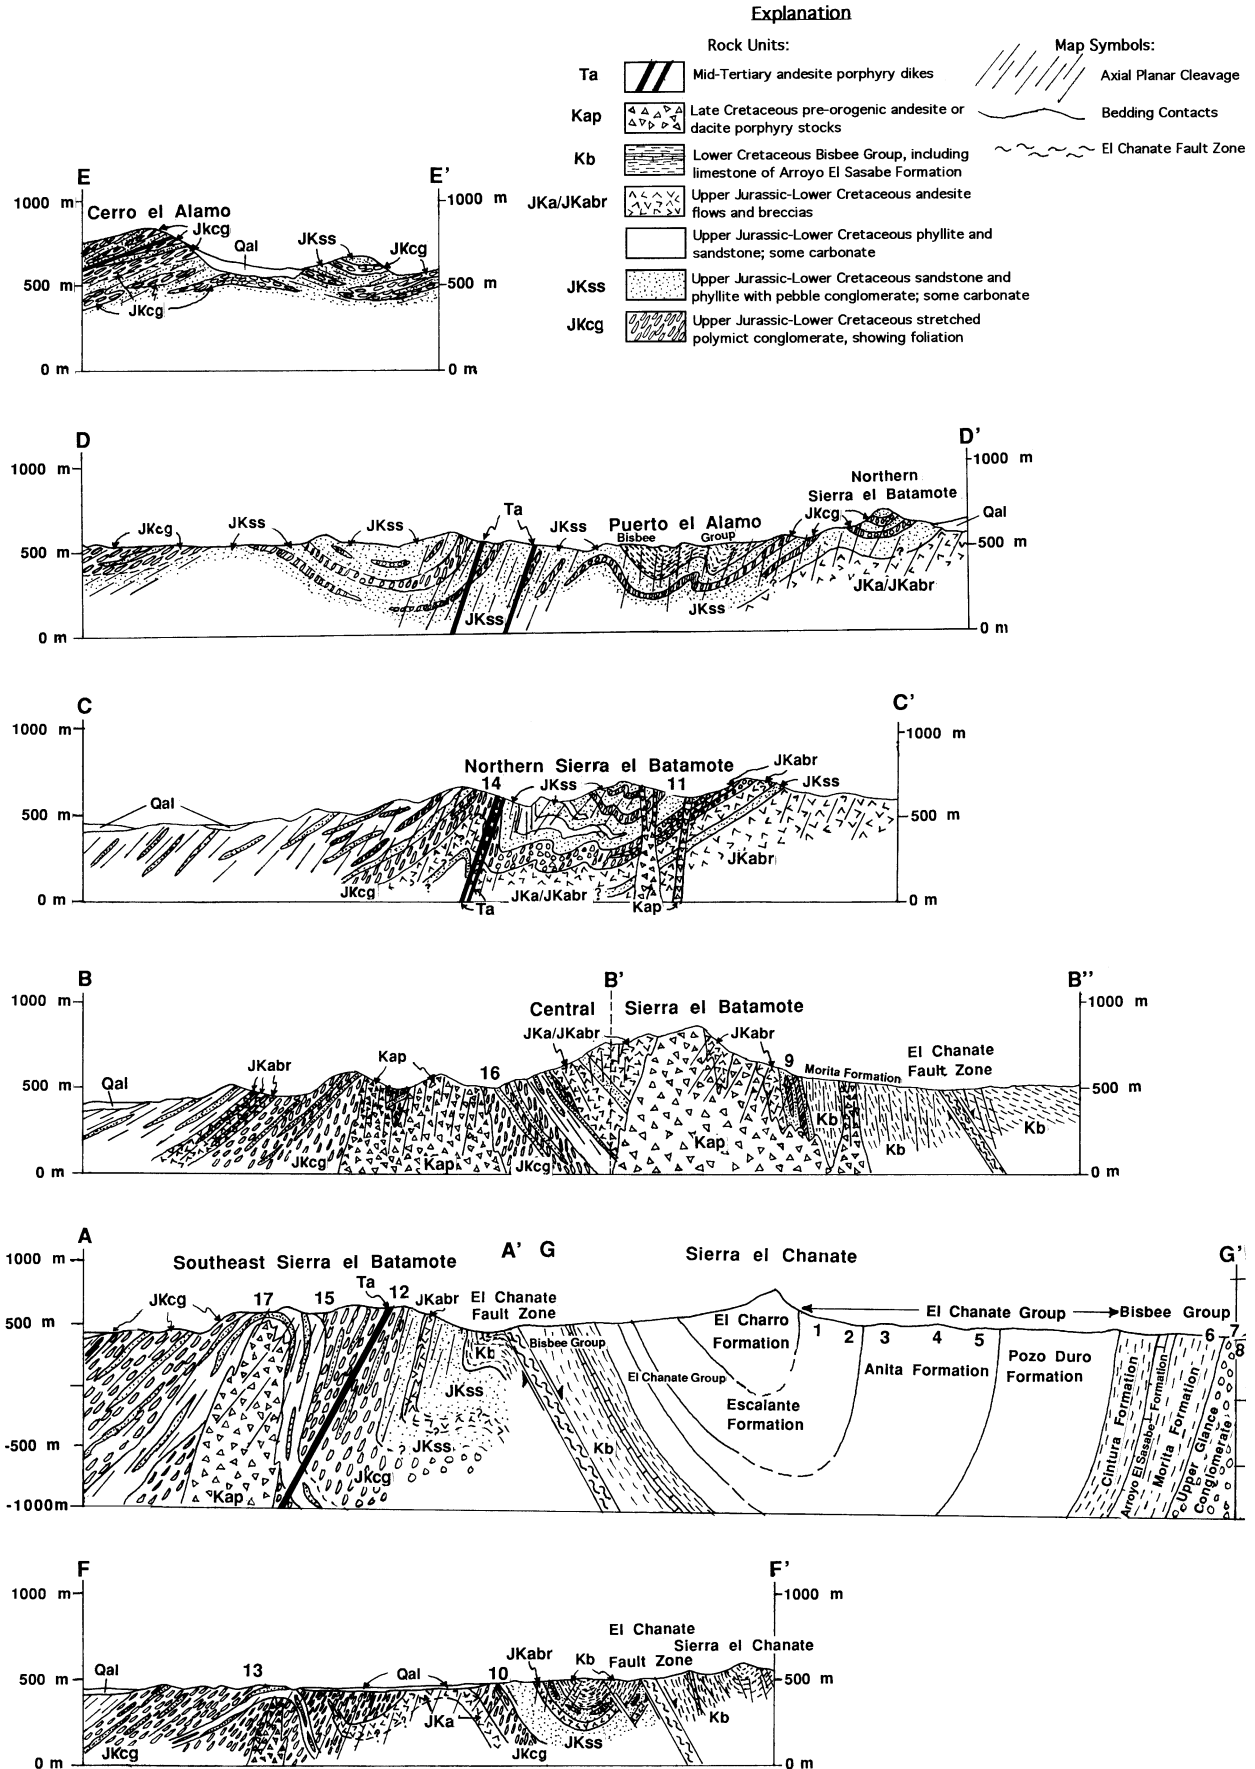 Explanation
Rock Units:
Map Symbols:
Ta
Mid-Tertiary andesite porphyry dikes
Axial Planar Cleavage
Kap
Late Cretaceous pre-orogenic andesite or
dacite porphyry stocks
Bedding Contacts
Kb
Lower Cretaceous Bisbee Group, including
limestone of Arroyo El Sasabe Formation
El Chanate Fault Zone
JKa/JKabr
Upper Jurassic-Lower Cretaceous andesite
flows and breccias
Upper Jurassic-Lower Cretaceous phyllite and
sandstone; some carbonate
JKss
Upper Jurassic-Lower Cretaceous sandstone and
phyllite with pebble conglomerate; some carbonate
JKcg
Upper Jurassic-Lower Cretaceous stretched
polymict conglomerate, showing foliation
E
E'
1000 m
1000 m
Cerro el Alamo
JKcg
Qal
JKss
JKcg
500 m
500 m
JKcg
0 m
0 m
D
D'
1000 m
1000 m
Northern
Sierra el Batamote
Ta
JKcg
JKss
JKss
JKss
Puerto el Alamo
Bisbee Group
JKcg
Qal
500 m
500 m
JKa/JKabr
JKss
JKss
0 m
0 m
C
C'
1000 m
1000 m
Northern Sierra el Batamote
JKabr
14
JKss
11
JKss
Qal
500 m
500 m
JKabr
JKcg
?
JKa/JKabr
?
0 m
0 m
Ta
Kap
B
B'
B''
1000 m
1000 m
Central Sierra el Batamote
JKa/JKabr
JKabr
El Chanate
Fault Zone
JKabr
Kap
16
9
Morita Formation
Qal
500 m
500 m
Kb
Kb
Kap
Kb
JKcg
Kap
JKcg
0 m
0 m
A
A'
G
G'
1000 m
Southeast Sierra el Batamote
Sierra el Chanate
Ta
JKcg
17
15
12
JKabr
El Chanate
Fault Zone
El Chanate Group
Bisbee Group
500 m
El Charro
Formation
1
2
3
4
5
6
7
8
Bisbee Group
Kb
Anita Formation
Pozo Duro
Formation
El Chanate Group
JKss
Escalante
Formation
Kb
-500 m
JKss
JKcg
Kap
-1000m
Cintura Formation
Arroyo El Sasabe Formation
Morita Formation
Upper Glance
Conglomerate
F
F'
1000 m
1000 m
El Chanate
Fault Zone
Sierra el Chanate
JKabr
Kb
Qal
13
Qal
10
500 m
500 m
JKa
Kb
JKss
JKcg
JKcg
0 m
0 m